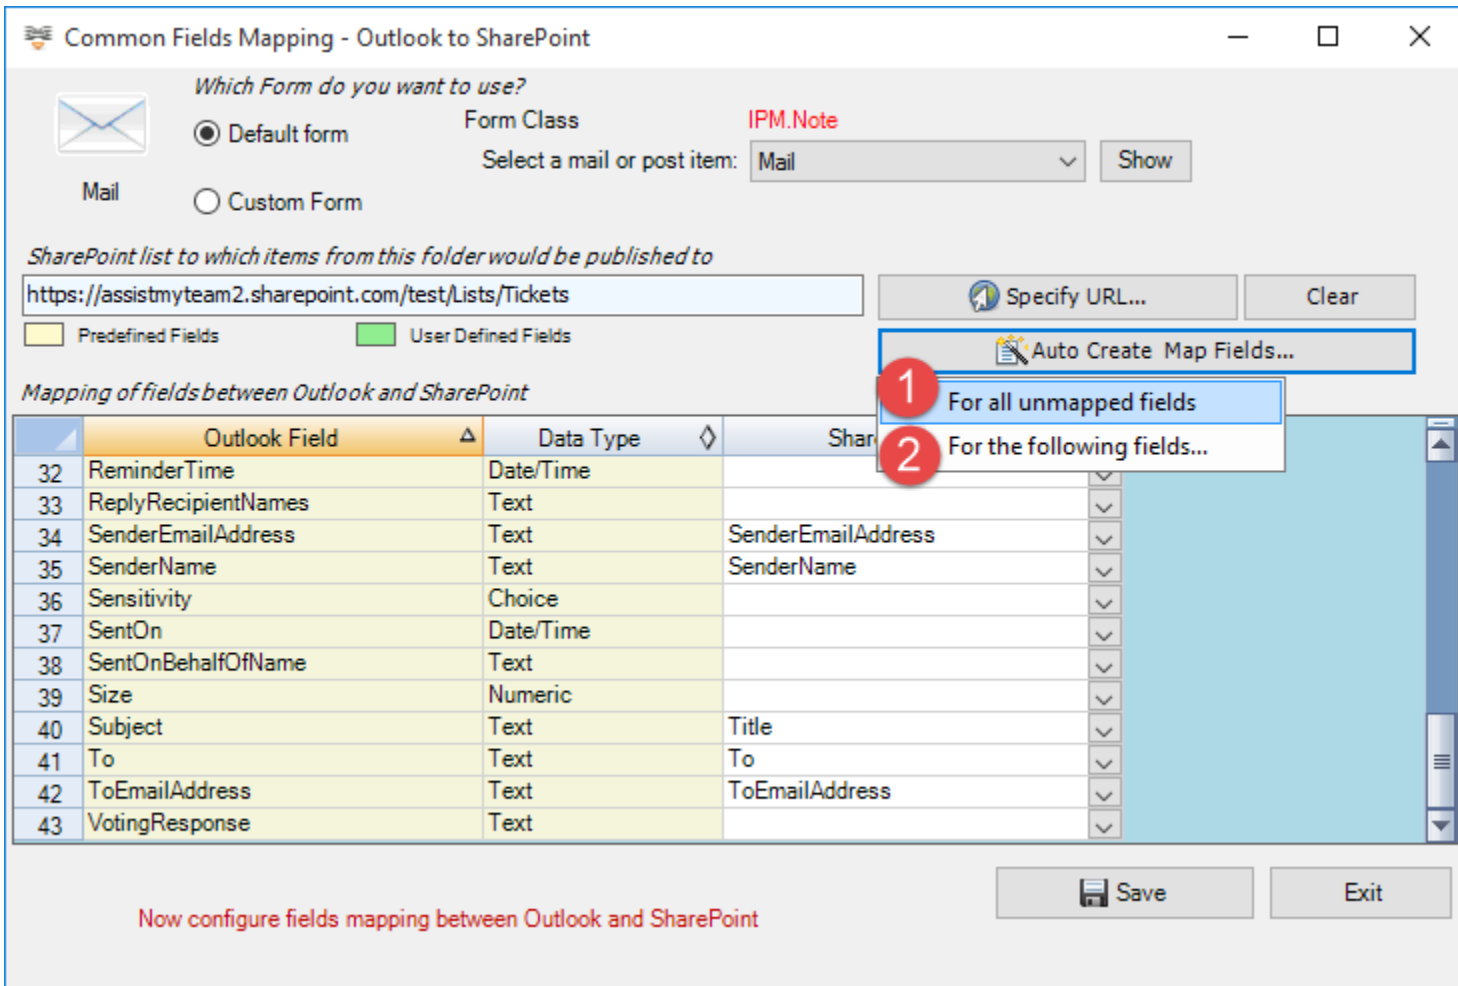 Common Fields Mapping - Outlook to SharePoint
Which Form do you want to use?
Mail
Default form
Custom Form
Form Class IPM.Note
Select a mail or post item: Mail Show
SharePoint list to which items from this folder would be published to
https://assistmyteam2.sharepoint.com/test/Lists/Tickets Specify URL... Clear
Predefined Fields User Defined Fields Auto Create Map Fields...
Mapping of fields between Outlook and SharePoint
1 For all unmapped fields
2 For the following fields...
Outlook Field Data Type Shar
32 ReminderTime Date/Time
33 ReplyRecipientNames Text
34 SenderEmailAddress Text SenderEmailAddress
35 SenderName Text SenderName
36 Sensitivity Choice
37 SentOn Date/Time
38 SentOnBehalfOfName Text
39 Size Numeric
40 Subject Text Title
41 To Text To
42 ToEmailAddress Text ToEmailAddress
43 VotingResponse Text
Save Exit
Now configure fields mapping between Outlook and SharePoint